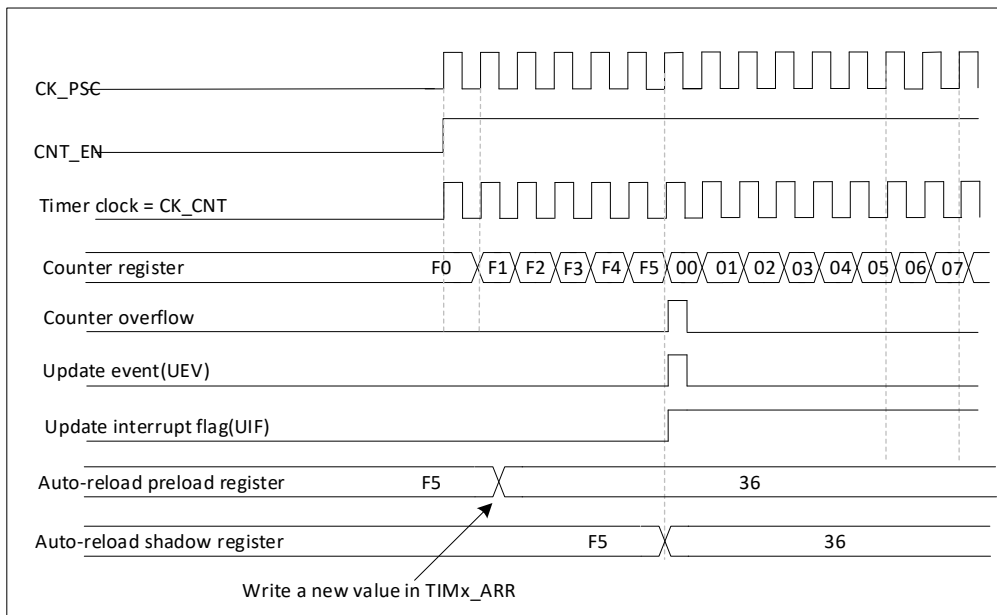 CK_PSC
CNT_EN
Timer clock = CK_CNT
Counter register F0 F1 F2 F3 F4 F5 00 01 02 03 04 05 06 07
Counter overflow
Update event(UEV)
Update interrupt flag(UIF)
Auto-reload preload register F5 36
Auto-reload shadow register F5 36
Write a new value in TIMx_ARR